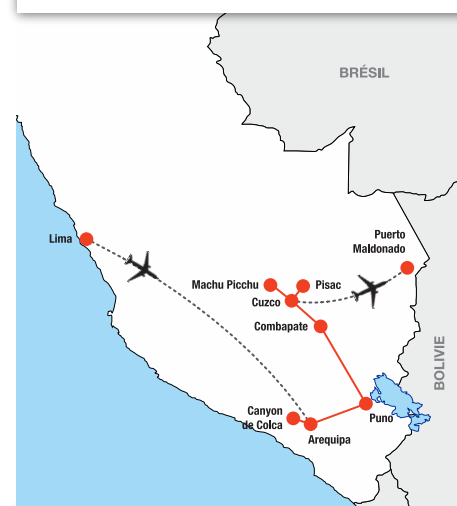 BRÉSIL
Puerto
Maldonado
Lima
Machu Picchu
Pisac
Cuzco
Combapate
BOLIVIE
Canyon
de Colca
Puno
Arequipa